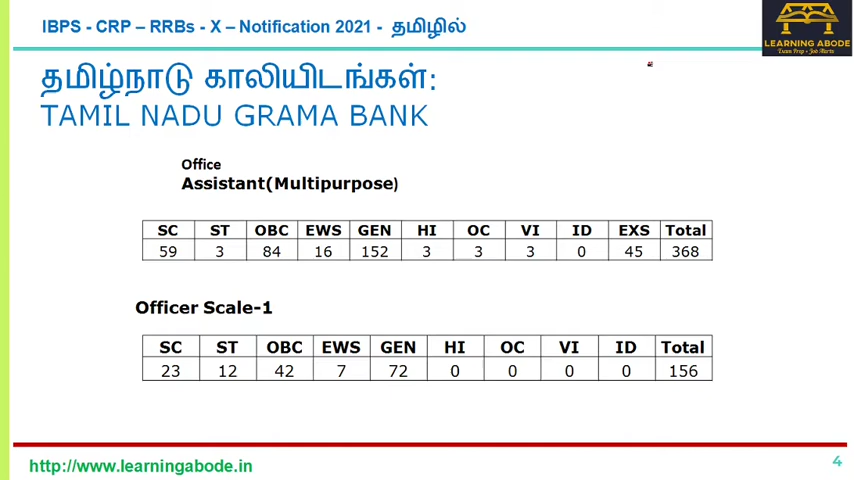 IBPS - CRP – RRBs - X – Notification 2021 - தமிழில்
LEARNING ABODE
Exam Prep • Job Alerts
தமிழ்நாடு காலியிடங்கள்:
TAMIL NADU GRAMA BANK
Office
Assistant(Multipurpose)
SC ST OBC EWS GEN HI OC VI ID EXS Total
59 3 84 16 152 3 3 3 0 45 368
Officer Scale-1
SC ST OBC EWS GEN HI OC VI ID Total
23 12 42 7 72 0 0 0 0 156
http://www.learningabode.in
4